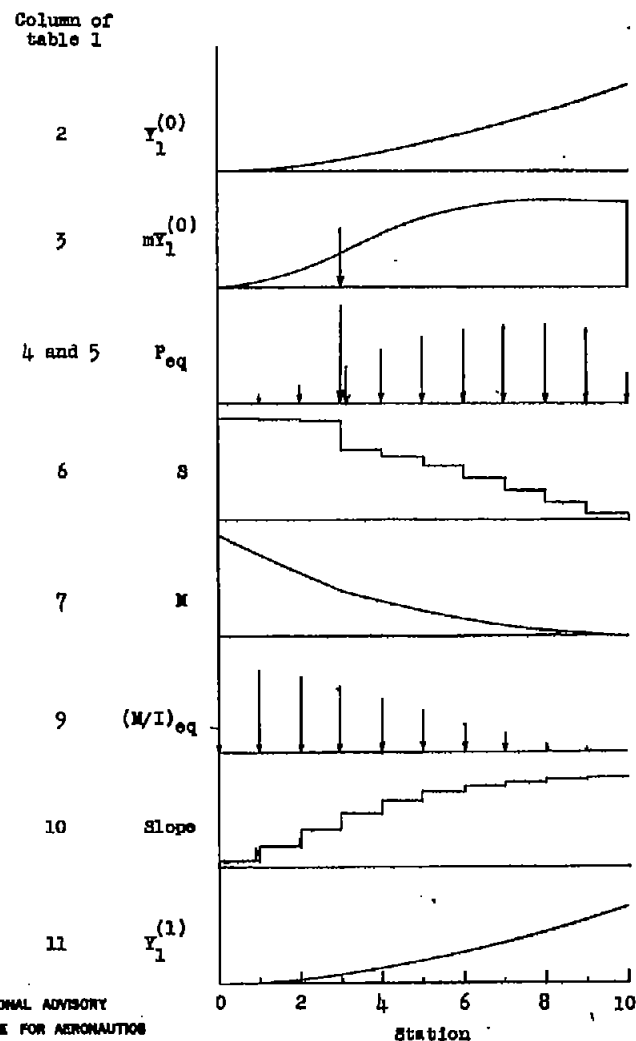 Column of
table 1
2 Y₁⁽⁰⁾
3 mY₁⁽⁰⁾
4 and 5 Peq
6 S
7 M
9 (M/I)eq
10 Slope
11 Y₁⁽¹⁾
0 2 4 6 8 10
Station
ONAL ADVISORY
E FOR AERONAUTICS